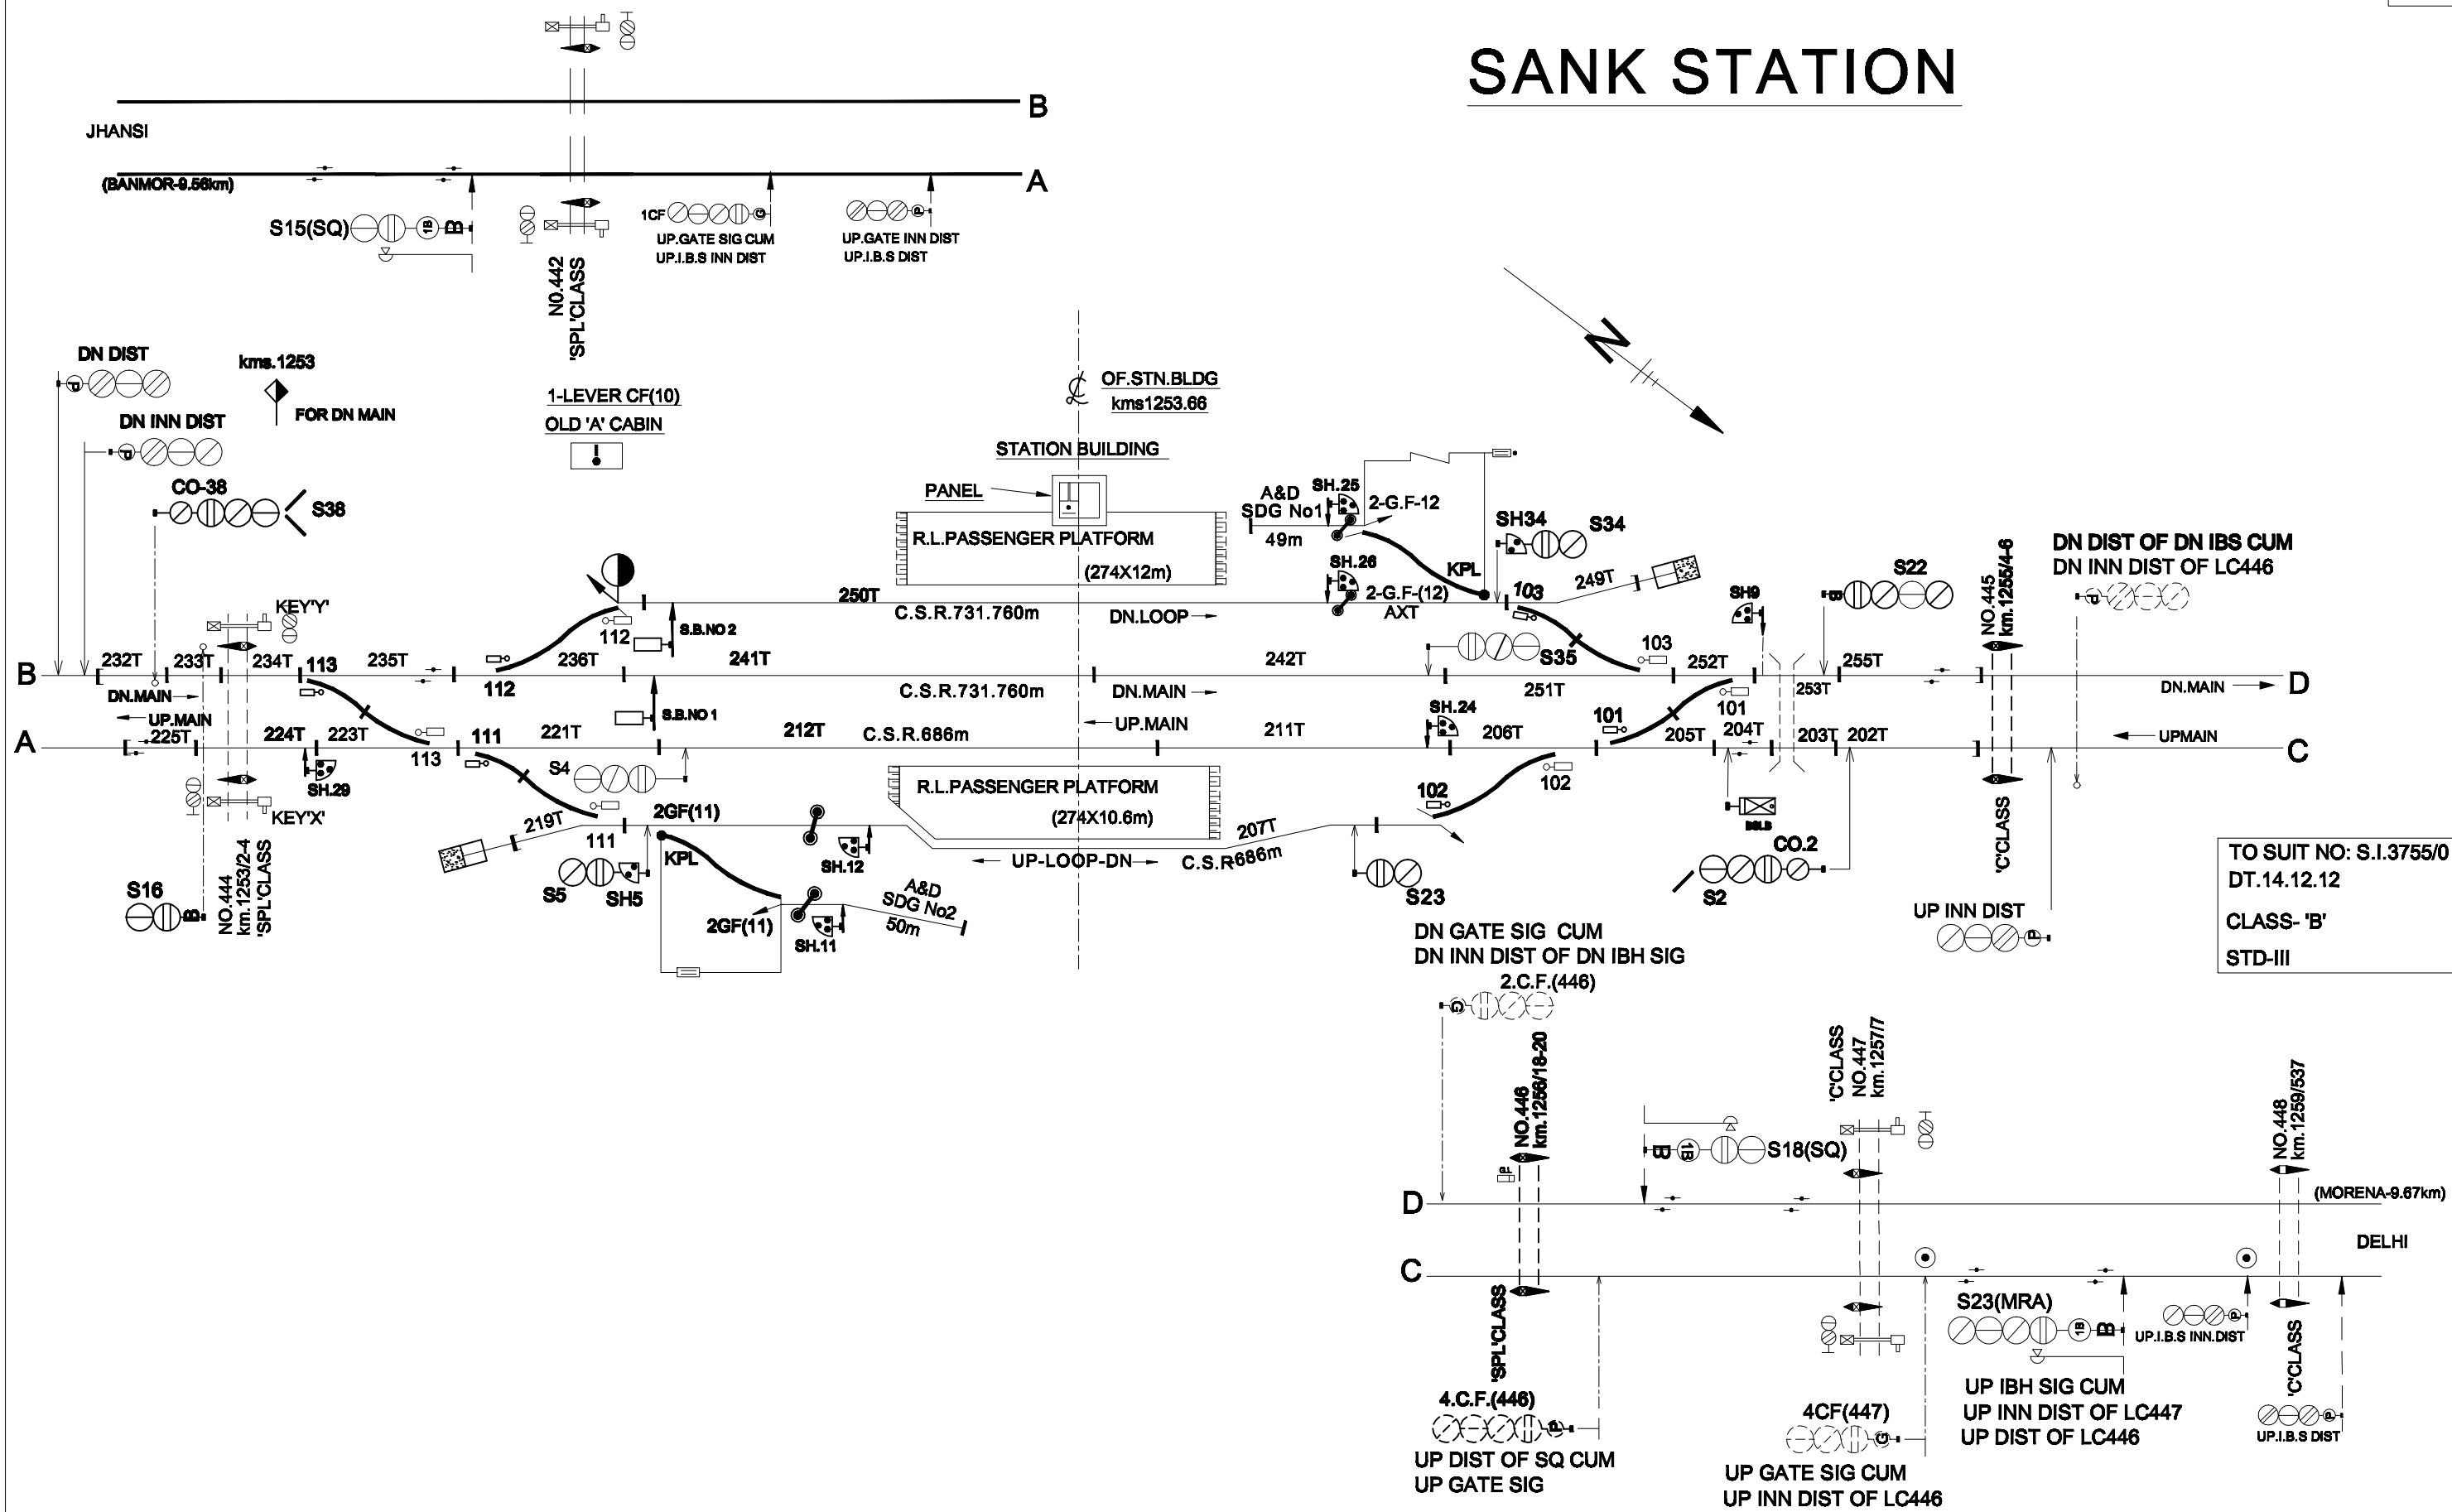 SANK STATION
B
JHANSI
(BANMOR-9.56km)
A
S15(SQ)
1B
B
1CF
G
UP.GATE SIG CUM
UP.I.B.S INN DIST
P
UP.GATE INN DIST
UP.I.B.S DIST
NO.442
'SPL'CLASS
N
DN DIST
P
kms.1253
FOR DN MAIN
DN INN DIST
P
CO-38
S38
1-LEVER CF(10)
OLD 'A' CABIN
OF.STN.BLDG
kms1253.66
STATION BUILDING
PANEL
R.L.PASSENGER PLATFORM
(274X12m)
A&D
SDG No1
49m
SH.25
2-G.F-12
SH.26
2-G.F-(12)
AXT
KPL
SH34
S34
103
249T
SH9
S22
B
NO.445
km.1255/4-6
DN DIST OF DN IBS CUM
DN INN DIST OF LC446
P
KEY'Y'
112
S.B.NO 2
250T
C.S.R.731.760m
DN.LOOP
S35
103
B
232T
233T
234T
113
235T
112
236T
241T
242T
251T
252T
101
253T
255T
DN.MAIN
C.S.R.731.760m
DN.MAIN
DN.MAIN
D
UP.MAIN
S.B.NO 1
UP.MAIN
SH.24
101
A
225T
224T
223T
113
111
221T
212T
C.S.R.686m
211T
206T
205T
204T
203T
202T
UPMAIN
C
SH.29
S4
KEY'X'
R.L.PASSENGER PLATFORM
(274X10.6m)
102
102
BSLB
'C'CLASS
219T
111
2GF(11)
KPL
SH.12
UP-LOOP-DN
207T
C.S.R-686m
S5
SH5
S23
S2
CO.2
S16
B
NO.444
km.1253/2-4
'SPL'CLASS
2GF(11)
SH.11
A&D
SDG No2
50m
UP INN DIST
P
TO SUIT NO: S.I.3755/0
DT.14.12.12
CLASS- 'B'
STD-III
DN GATE SIG CUM
DN INN DIST OF DN IBH SIG
2.C.F.(446)
G
NO.446
km.1256/18-20
'C'CLASS
NO.447
km.1257/7
B
1B
S18(SQ)
NO.448
km.1259/537
(MORENA-9.67km)
D
DELHI
C
'SPL'CLASS
S23(MRA)
1B
B
P
UP.I.B.S INN.DIST
'C'CLASS
4.C.F.(446)
P
UP DIST OF SQ CUM
UP GATE SIG
4CF(447)
G
UP GATE SIG CUM
UP INN DIST OF LC446
UP IBH SIG CUM
UP INN DIST OF LC447
UP DIST OF LC446
P
UP.I.B.S DIST